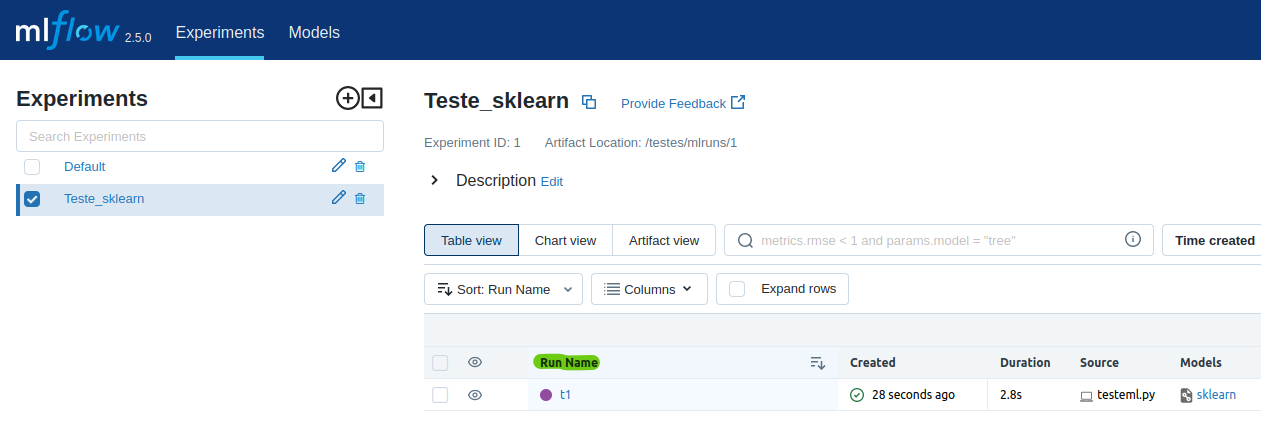 mlflow 2.5.0 Experiments Models
Experiments
Search Experiments
Default
Teste_sklearn
Teste_sklearn Provide Feedback
Experiment ID: 1 Artifact Location: /testes/mlruns/1
Description Edit
Table view Chart view Artifact view metrics.rmse < 1 and params.model = "tree" Time created
Sort: Run Name Columns Expand rows
Run Name Created Duration Source Models
t1 28 seconds ago 2.8s testeml.py sklearn